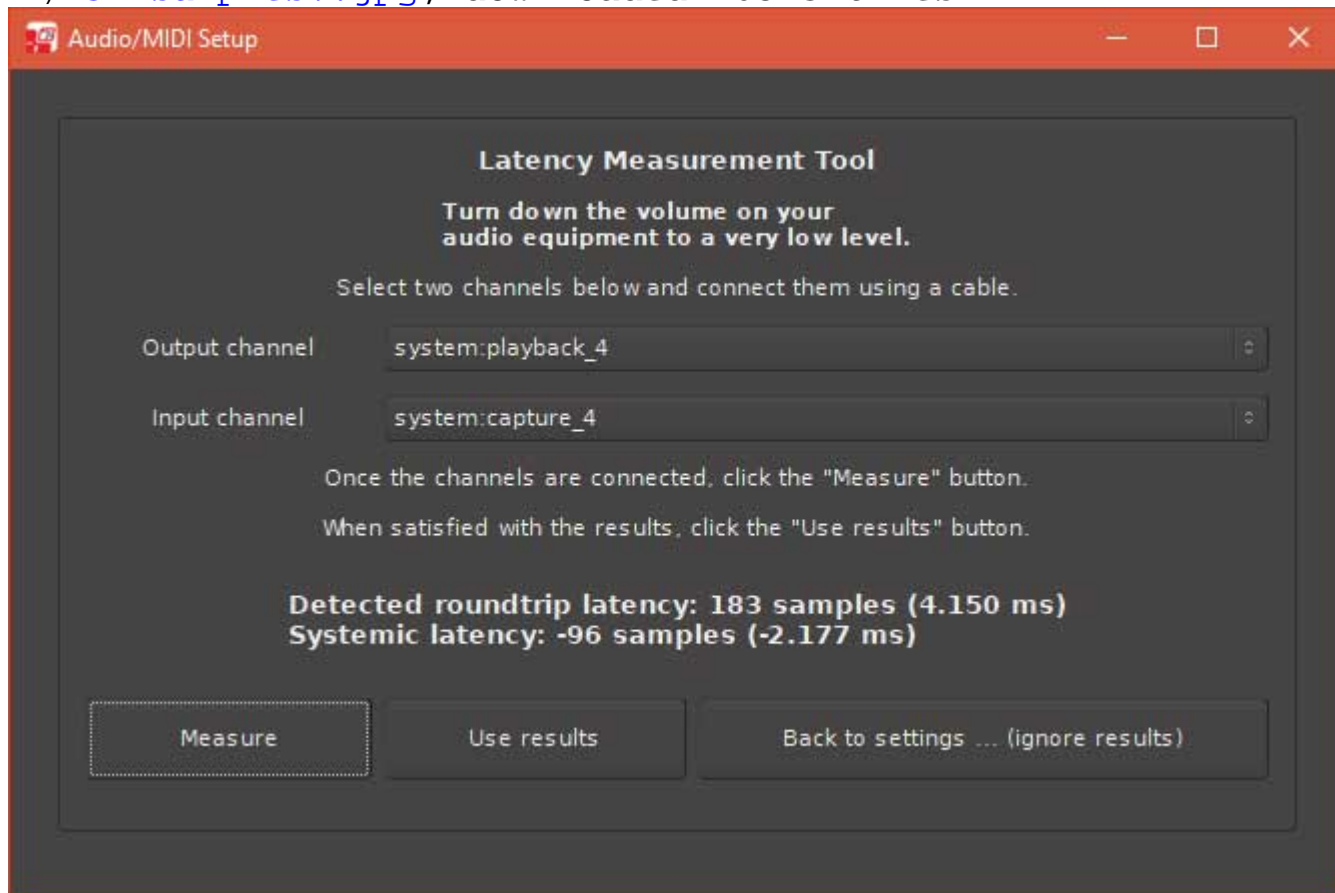 Audio/MIDI Setup
Latency Measurement Tool
Turn down the volume on your
audio equipment to a very low level.
Select two channels below and connect them using a cable.
Output channel system:playback_4
Input channel system:capture_4
Once the channels are connected, click the "Measure" button.
When satisfied with the results, click the "Use results" button.
Detected roundtrip latency: 183 samples (4.150 ms)
Systemic latency: -96 samples (-2.177 ms)
Measure Use results Back to settings ... (ignore results)